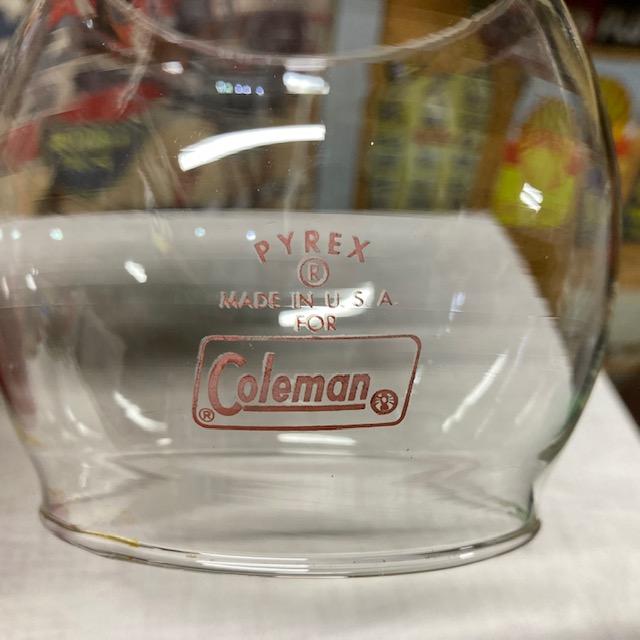 PYREX
®
MADE IN U.S.A.
FOR
Coleman
®